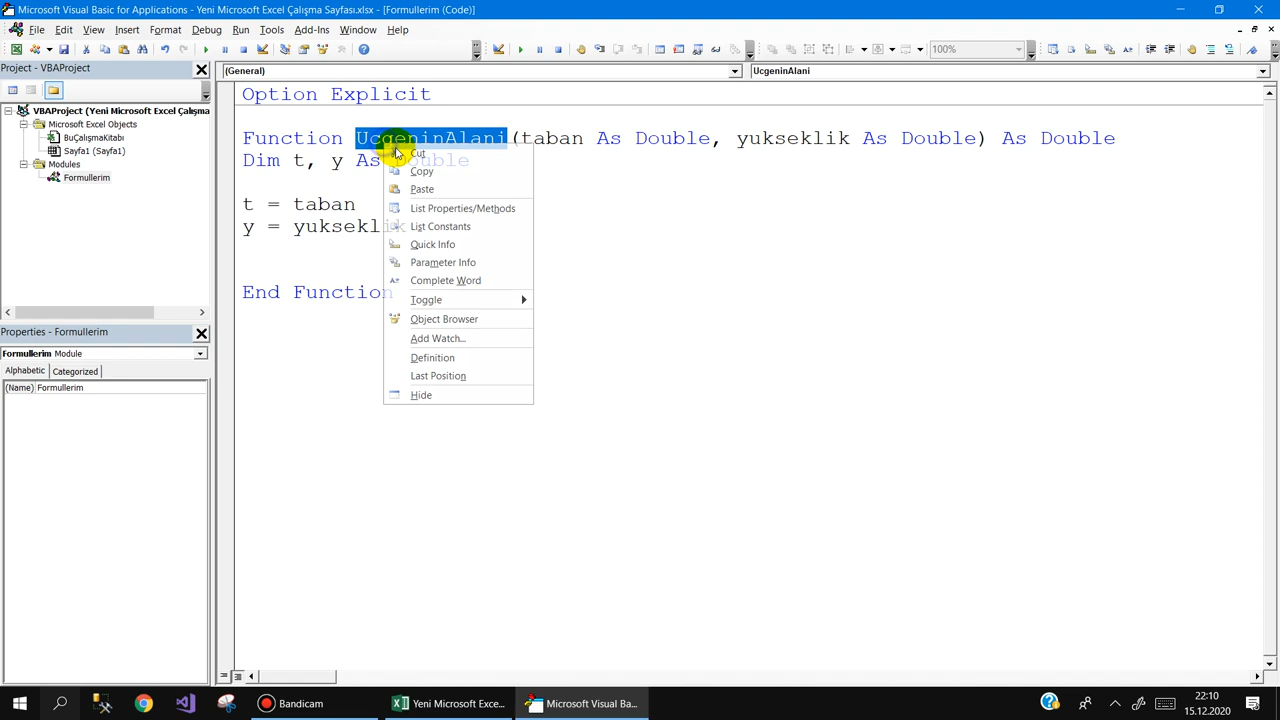 Microsoft Visual Basic for Applications - Yeni Microsoft Excel Çalışma Sayfası.xlsx - [Formullerim (Code)]
File Edit View Insert Format Debug Run Tools Add-Ins Window Help
100%
Project - VBAProject
(General)
UcgeninAlani
VBAProject (Yeni Microsoft Excel Çalışma
Microsoft Excel Objects
BuÇalışmaKitabı
Sayfa1 (Sayfa1)
Modules
Formullerim
Properties - Formullerim
Formullerim Module
Alphabetic Categorized
(Name) Formullerim
Option Explicit
Function UcgeninAlani(taban As Double, yukseklik As Double) As Double
Dim t, y As Double
t = taban
y = yukseklik
End Function
Cut
Copy
Paste
List Properties/Methods
List Constants
Quick Info
Parameter Info
Complete Word
Toggle
Object Browser
Add Watch...
Definition
Last Position
Hide
Bandicam
Yeni Microsoft Exce...
Microsoft Visual Ba...
22:10
15.12.2020